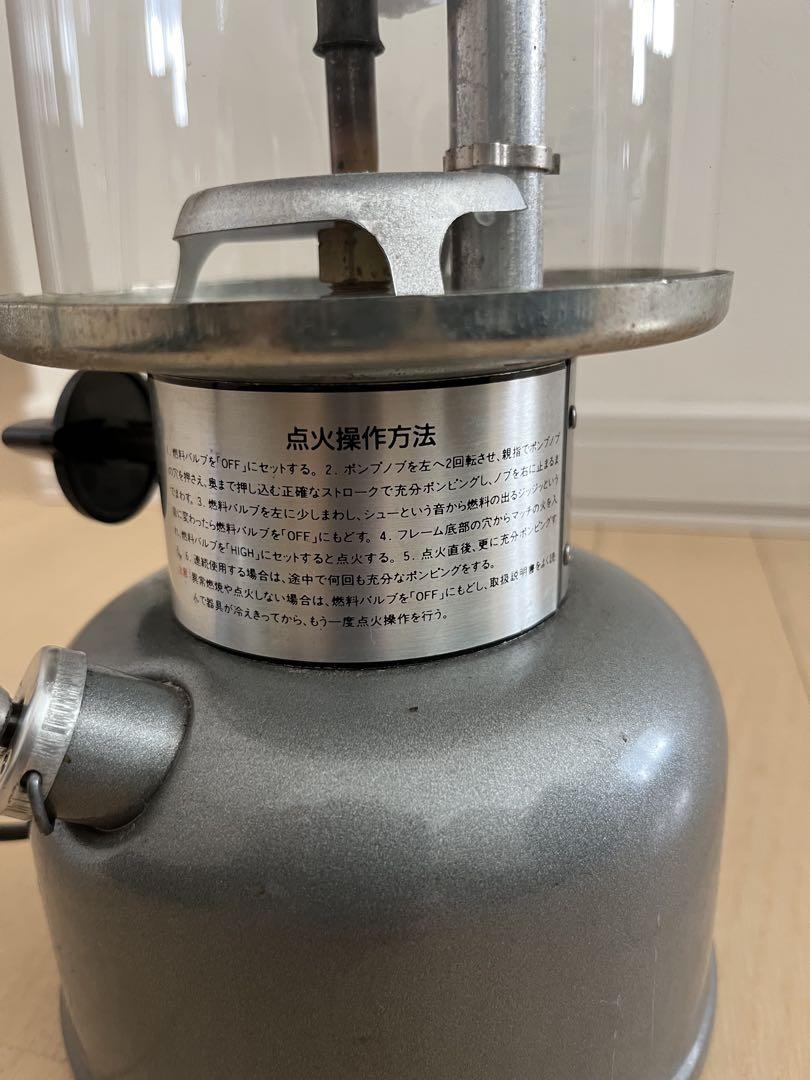 点火操作方法
1. 燃料バルブを「OFF」にセットする。2. ポンプノブを左へ2回転させ、親指でポンプノブ
の穴を押さえ、奥まで押し込む正確なストロークで充分ポンピングし、ノブを右に止まるま
でまわす。3. 燃料バルブを左に少しまわし、シューという音から燃料の出るジッジッという
音に変わったら燃料バルブを「OFF」にもどす。4. フレーム底部の穴からマッチの火を入
れ、燃料バルブを「HIGH」にセットすると点火する。5. 点火直後、更に充分ポンピングす
る。6. 連続使用する場合は、途中で何回も充分なポンピングをする。
注意 異常燃焼や点火しない場合は、燃料バルブを「OFF」にもどし、取扱説明書をよく読
んで器具が冷えきってから、もう一度点火操作を行う。